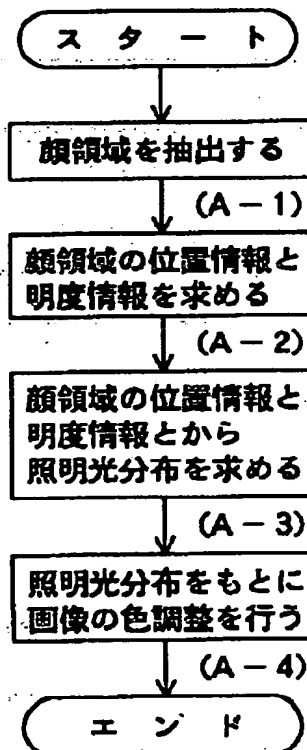 スタート
顔領域を抽出する
(A-1)
顔領域の位置情報と
明度情報を求める
(A-2)
顔領域の位置情報と
明度情報とから
照明光分布を求める
(A-3)
照明光分布をもとに
画像の色調整を行う
(A-4)
エンド